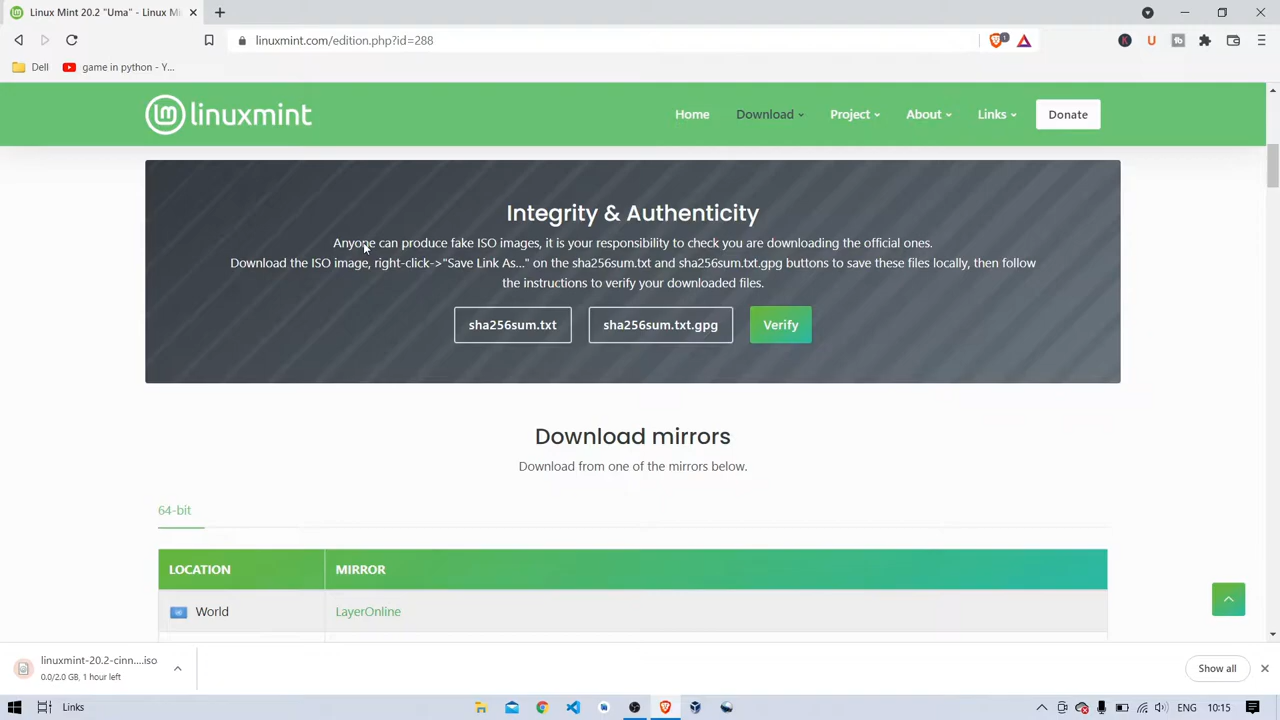 Linux Mint 20.2 "Uma" - Linux Mi
linuxmint.com/edition.php?id=288
1
Dell
game in python - Y...
lm linuxmint
Home
Download
Project
About
Links
Donate
Integrity & Authenticity
Anyone can produce fake ISO images, it is your responsibility to check you are downloading the official ones.
Download the ISO image, right-click->"Save Link As..." on the sha256sum.txt and sha256sum.txt.gpg buttons to save these files locally, then follow
the instructions to verify your downloaded files.
sha256sum.txt
sha256sum.txt.gpg
Verify
Download mirrors
Download from one of the mirrors below.
64-bit
LOCATION
MIRROR
World
LayerOnline
linuxmint-20.2-cinn....iso
0.0/2.0 GB, 1 hour left
Show all
Links
ENG
10:15